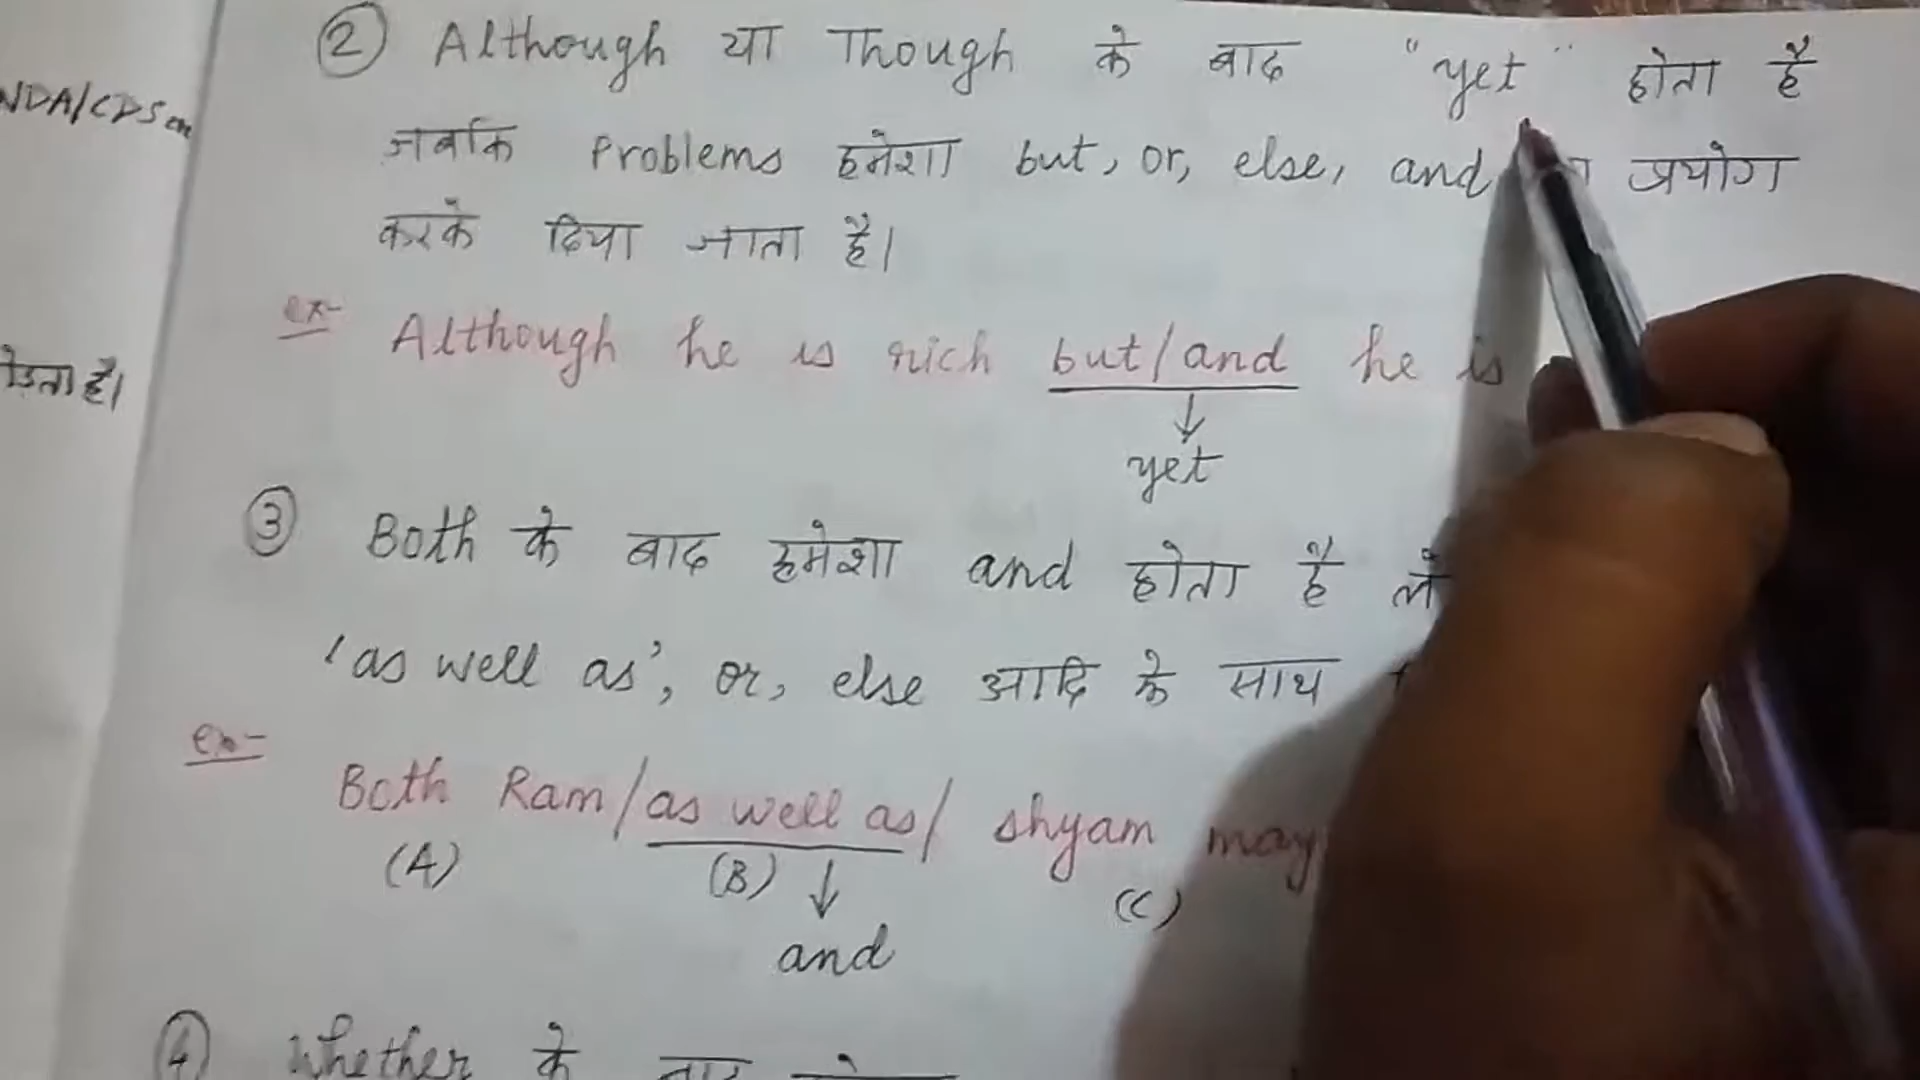 ② Although या Though के बाद "yet" होता है
NDA/CDS
जबकि Problems हमेशा but, or, else, and प्रयोग
करके दिया जाता है।
ex- Although he is rich but/and he is
↓
yet
है।
③ Both के बाद हमेशा and होता है
'as well as', or, else आदि के साथ
ex- Both Ram/as well as/ shyam may
(A) (B) ↓ (C)
and
④ Whether के बाद